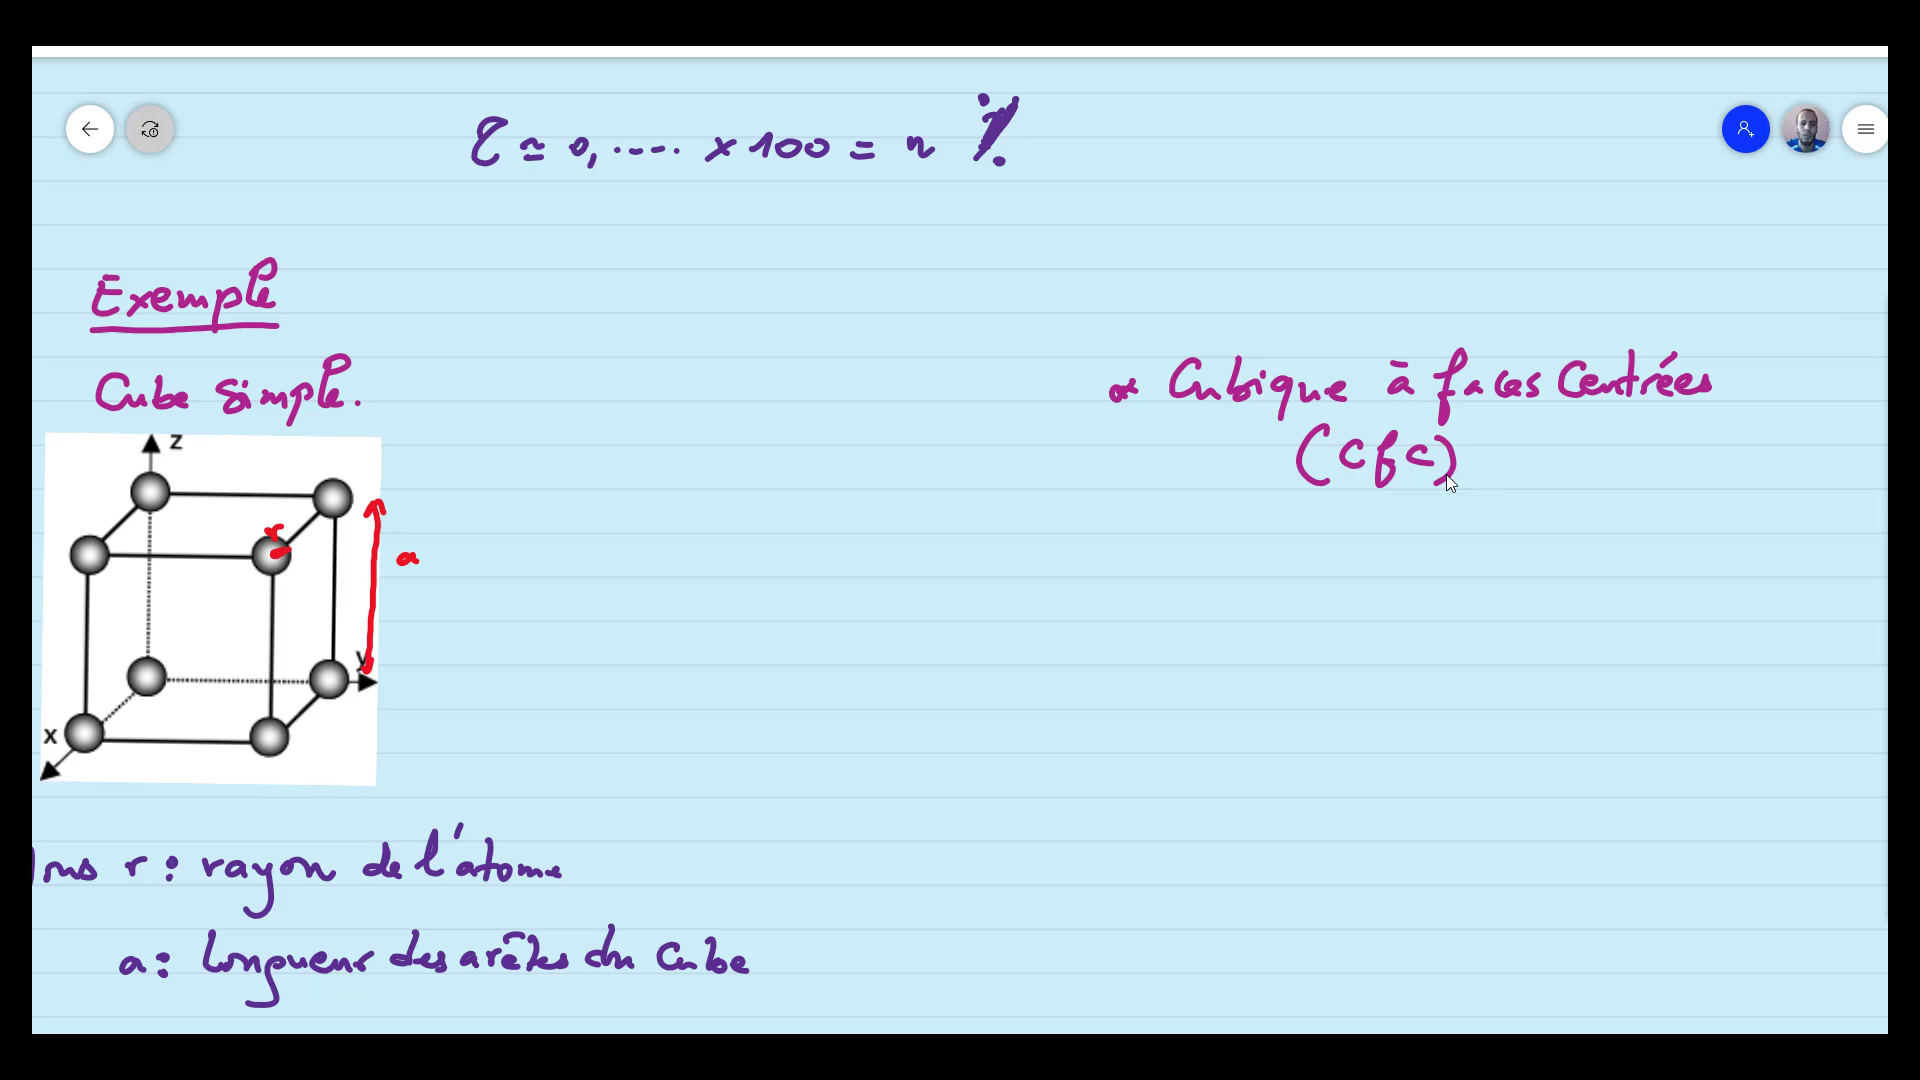 τ ≈ 0, ..... × 100 = n %
Exemple
Cube Simple.
z
r
a
y
x
r : rayon de l'atome
a : longueur des arêtes du Cube
* Cubique à faces Centrées
(cfc)